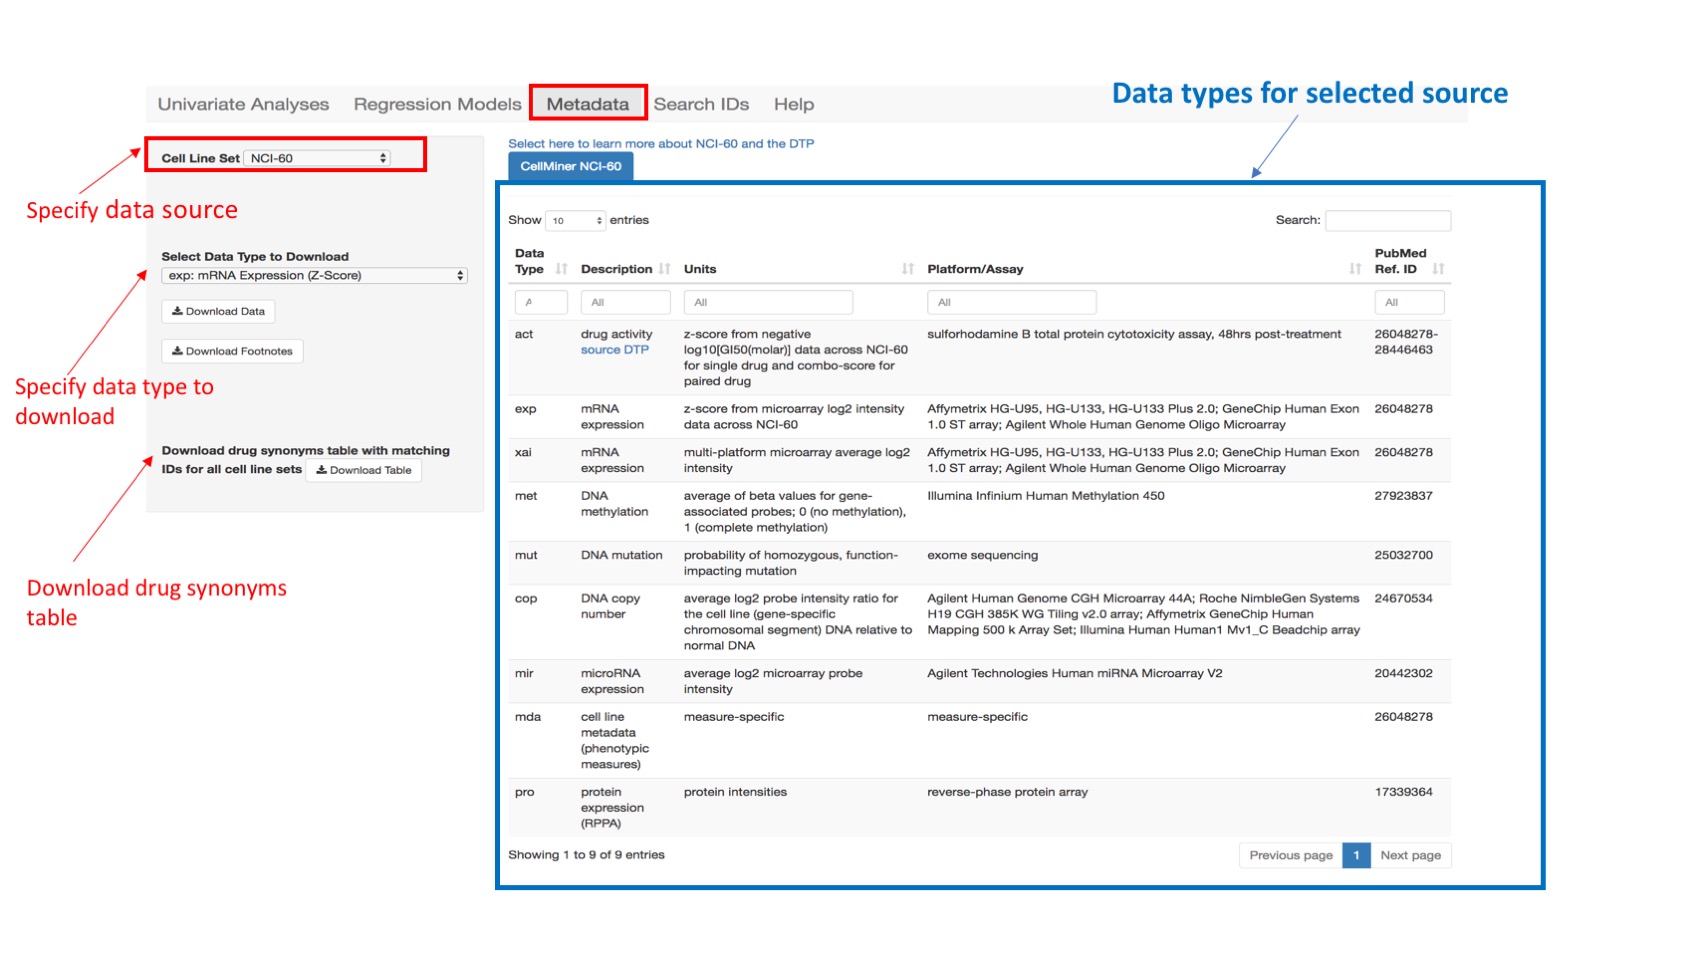 Data types for selected source
Univariate Analyses Regression Models Metadata Search IDs Help
Cell Line Set NCI-60
Specify data source
Select Data Type to Download
exp: mRNA Expression (Z-Score)
Download Data
Download Footnotes
Specify data type to
download
Download drug synonyms table with matching
IDs for all cell line sets Download Table
Download drug synonyms
table
Select here to learn more about NCI-60 and the DTP
CellMiner NCI-60
Show 10 entries Search:
Data Type Description Units Platform/Assay PubMed Ref. ID
All All All All
act drug activity z-score from negative sulforhodamine B total protein cytotoxicity assay, 48hrs post-treatment 26048278-
source DTP log10[GI50(molar)] data across NCI-60 28446463
for single drug and combo-score for
paired drug
exp mRNA z-score from microarray log2 intensity Affymetrix HG-U95, HG-U133, HG-U133 Plus 2.0; GeneChip Human Exon 26048278
expression data across NCI-60 1.0 ST array; Agilent Whole Human Genome Oligo Microarray
xai mRNA multi-platform microarray average log2 Affymetrix HG-U95, HG-U133, HG-U133 Plus 2.0; GeneChip Human Exon 26048278
expression intensity 1.0 ST array; Agilent Whole Human Genome Oligo Microarray
met DNA average of beta values for gene- Illumina Infinium Human Methylation 450 27923837
methylation associated probes; 0 (no methylation),
1 (complete methylation)
mut DNA mutation probability of homozygous, function- exome sequencing 25032700
impacting mutation
cop DNA copy average log2 probe intensity ratio for Agilent Human Genome CGH Microarray 44A; Roche NimbleGen Systems 24670534
number the cell line (gene-specific H19 CGH 385K WG Tiling v2.0 array; Affymetrix GeneChip Human
chromosomal segment) DNA relative to Mapping 500 k Array Set; Illumina Human Human1 Mv1_C Beadchip array
normal DNA
mir microRNA average log2 microarray probe Agilent Technologies Human miRNA Microarray V2 20442302
expression intensity
mda cell line measure-specific measure-specific 26048278
metadata
(phenotypic
measures)
pro protein protein intensities reverse-phase protein array 17339364
expression
(RPPA)
Showing 1 to 9 of 9 entries Previous page 1 Next page